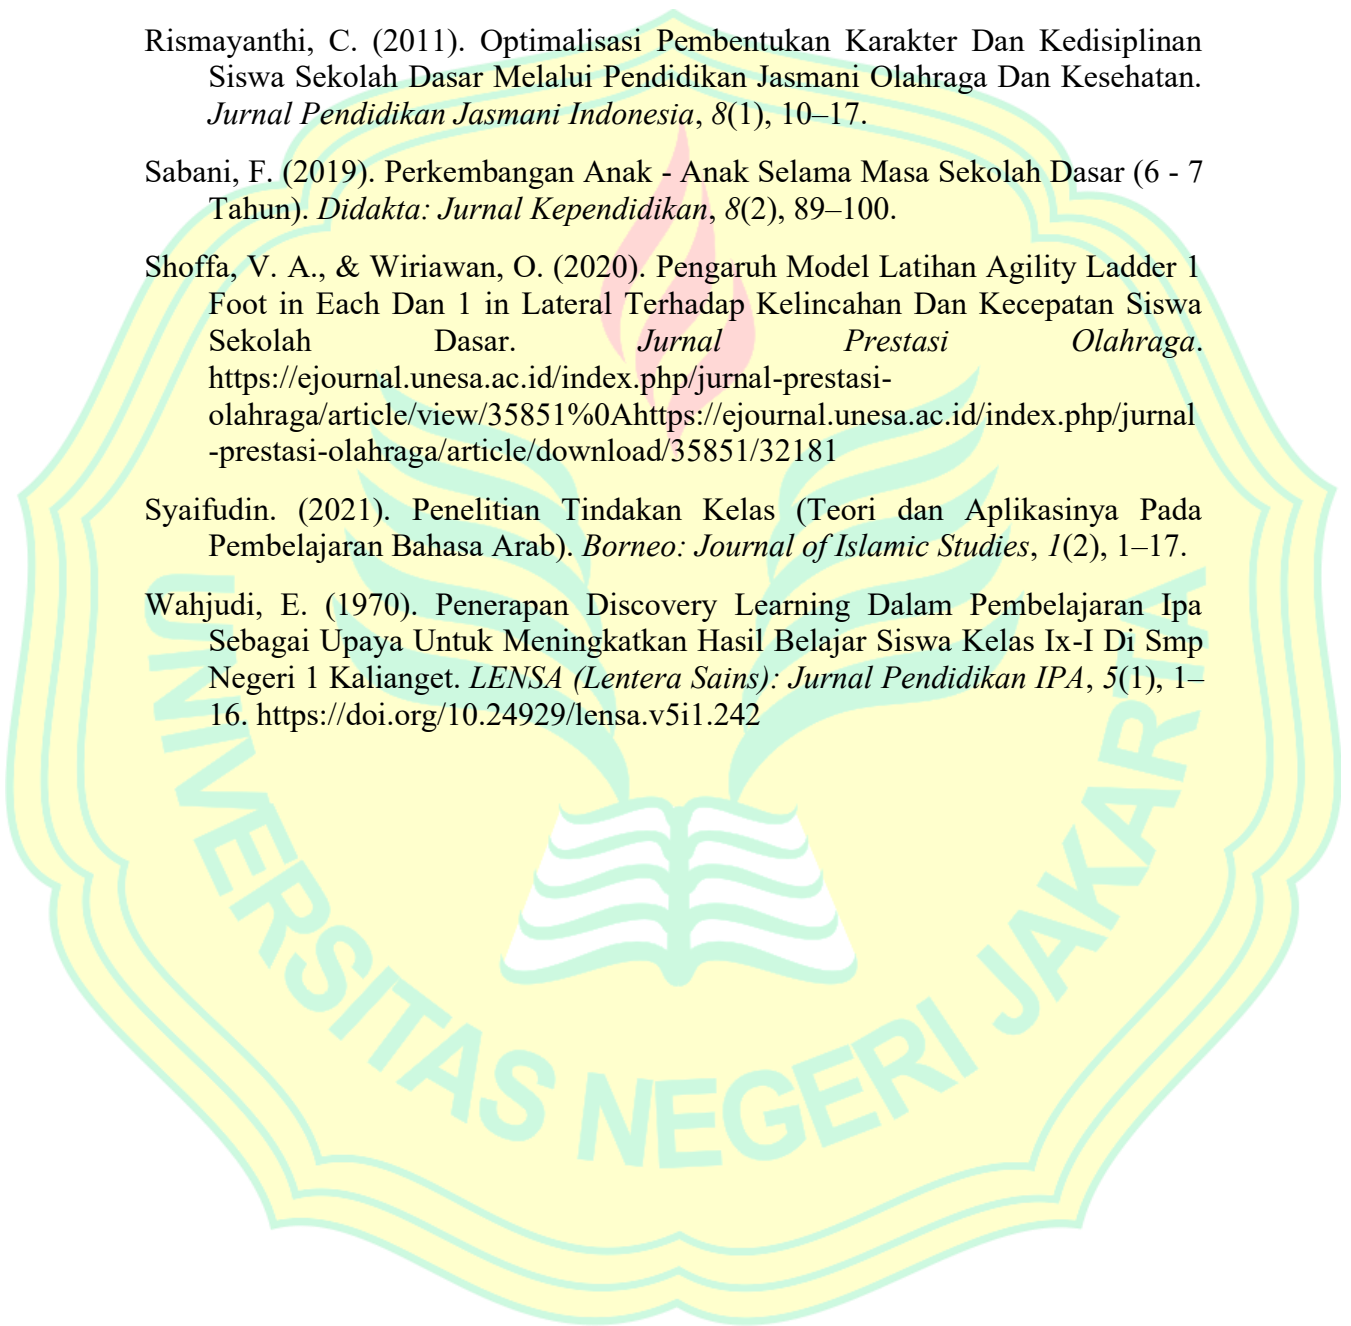 Rismayanthi, C. (2011). Optimalisasi Pembentukan Karakter Dan Kedisiplinan
Siswa Sekolah Dasar Melalui Pendidikan Jasmani Olahraga Dan Kesehatan.
Jurnal Pendidikan Jasmani Indonesia, 8(1), 10–17.
Sabani, F. (2019). Perkembangan Anak - Anak Selama Masa Sekolah Dasar (6 - 7
Tahun). Didakta: Jurnal Kependidikan, 8(2), 89–100.
Shoffa, V. A., & Wiriawan, O. (2020). Pengaruh Model Latihan Agility Ladder 1
Foot in Each Dan 1 in Lateral Terhadap Kelincahan Dan Kecepatan Siswa
Sekolah Dasar. Jurnal Prestasi Olahraga.
https://ejournal.unesa.ac.id/index.php/jurnal-prestasi-
olahraga/article/view/35851%0Ahttps://ejournal.unesa.ac.id/index.php/jurnal
-prestasi-olahraga/article/download/35851/32181
Syaifudin. (2021). Penelitian Tindakan Kelas (Teori dan Aplikasinya Pada
Pembelajaran Bahasa Arab). Borneo: Journal of Islamic Studies, 1(2), 1–17.
Wahjudi, E. (1970). Penerapan Discovery Learning Dalam Pembelajaran Ipa
Sebagai Upaya Untuk Meningkatkan Hasil Belajar Siswa Kelas Ix-I Di Smp
Negeri 1 Kalianget. LENSA (Lentera Sains): Jurnal Pendidikan IPA, 5(1), 1–
16. https://doi.org/10.24929/lensa.v5i1.242
UNIVERSITAS NEGERI JAKARTA